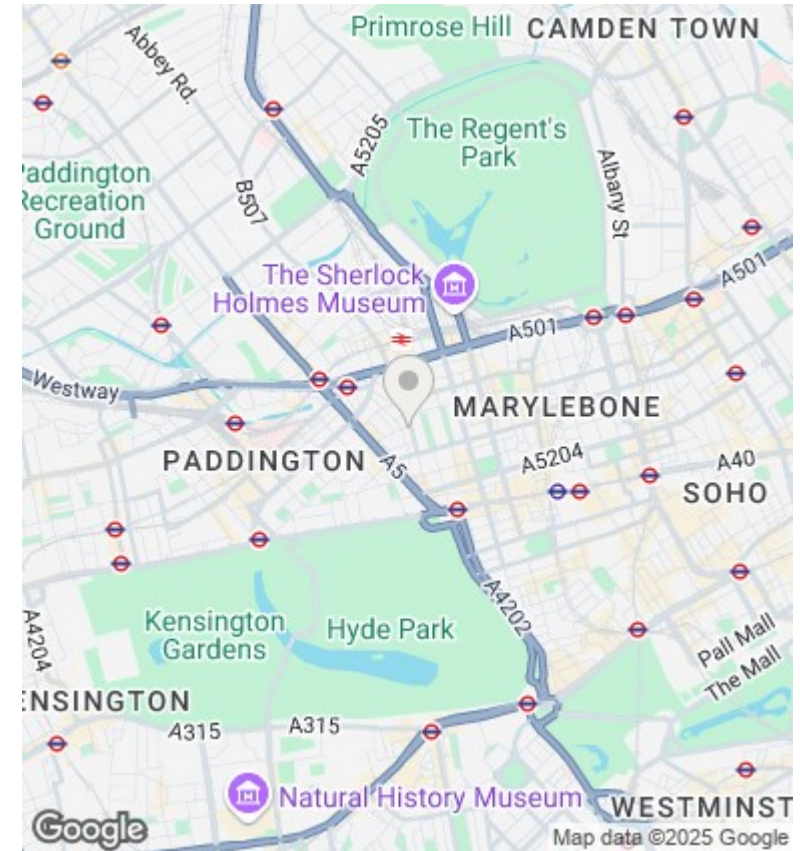 Primrose Hill
CAMDEN TOWN
Abbey Rd.
A5205
The Regent's
Park
Albany St
Paddington
Recreation
Ground
B507
The Sherlock
Holmes Museum
A501
A501
Westway
MARYLEBONE
PADDINGTON
A5
A5204
A40
SOHO
A4202
Kensington
Gardens
Hyde Park
A4204
Pall Mall
The Mall
ENSINGTON
A315
A315
Natural History Museum
WESTMINST
Google
Map data ©2025 Google